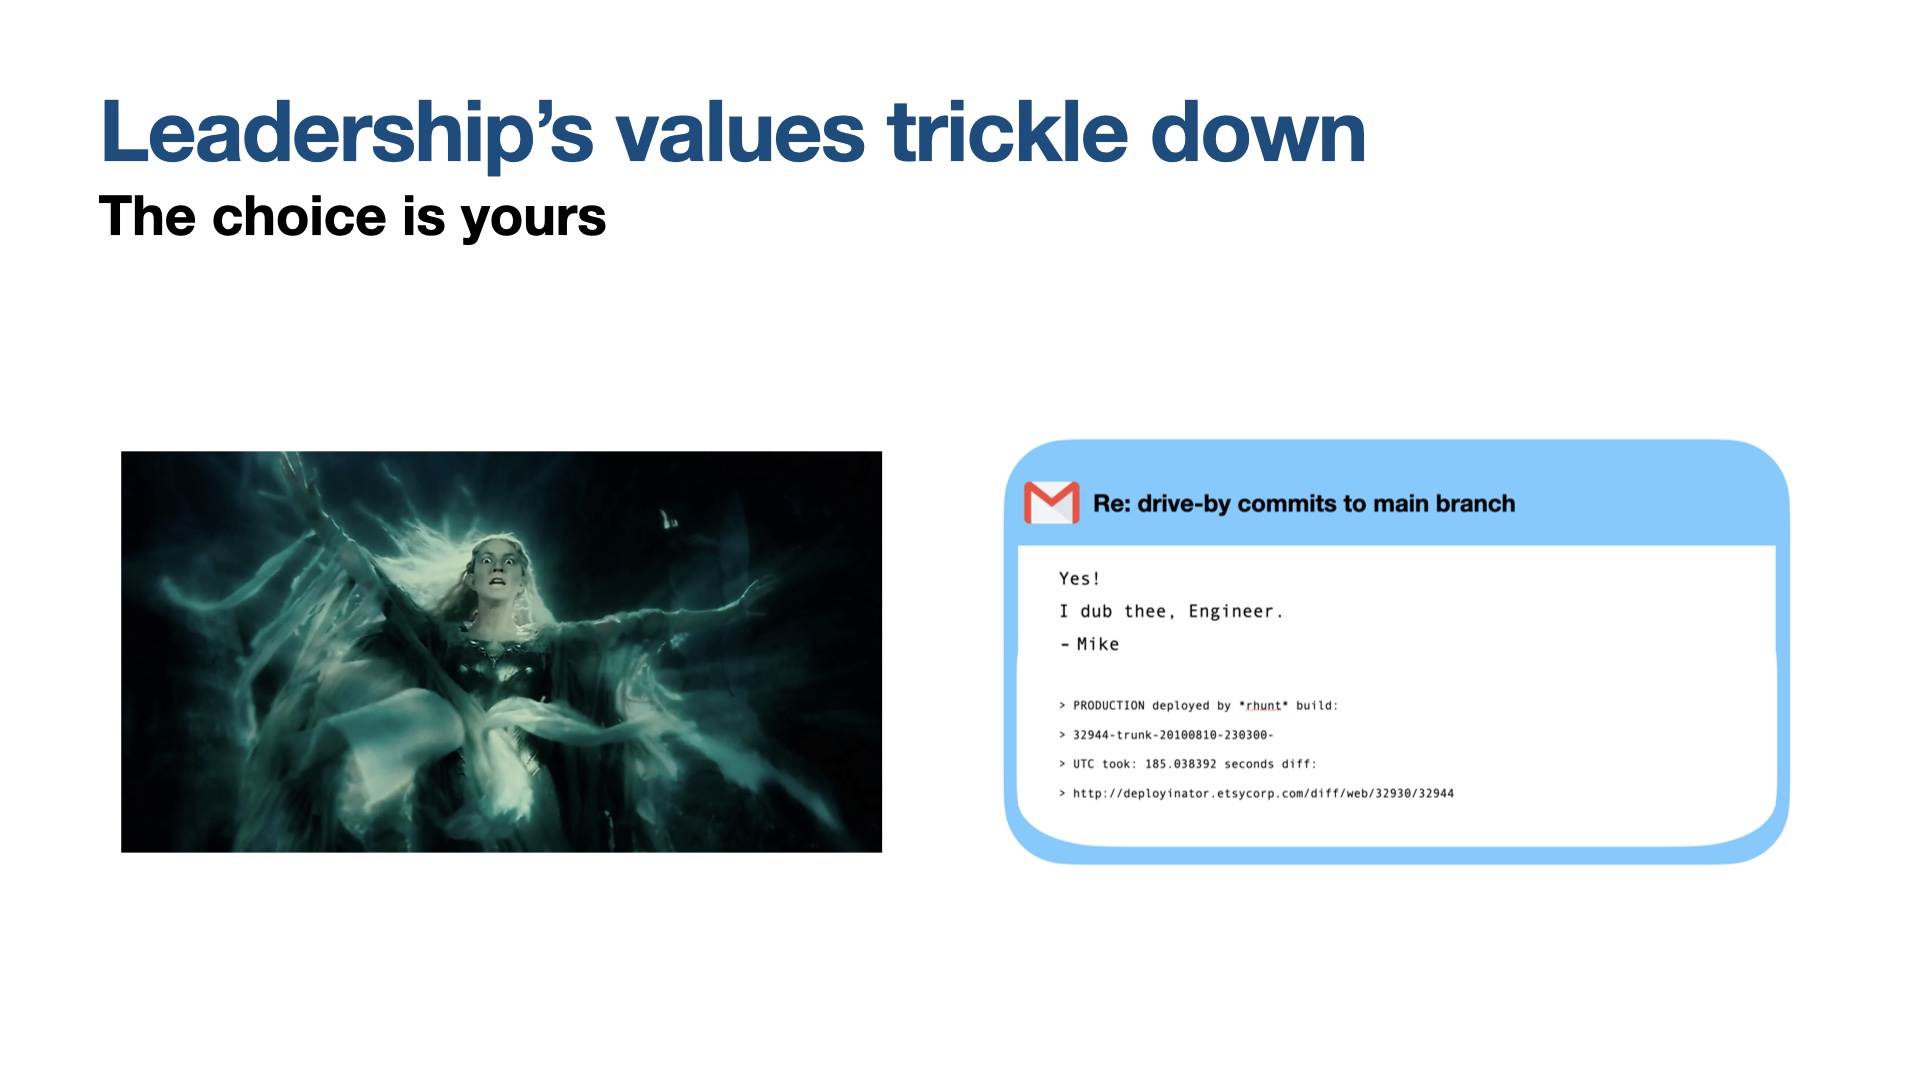 Leadership’s values trickle down
The choice is yours
Re: drive-by commits to main branch
Yes!
I dub thee, Engineer.
– Mike
> PRODUCTION deployed by *rhunt* build:
> 32944-trunk-20100810-230300-
> UTC took: 185.038392 seconds diff:
> http://deployinator.etsycorp.com/diff/web/32930/32944